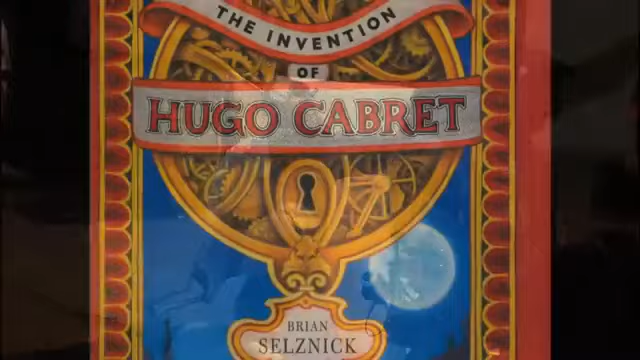 THE INVENTION
OF
HUGO CABRET
BRIAN
SELZNICK